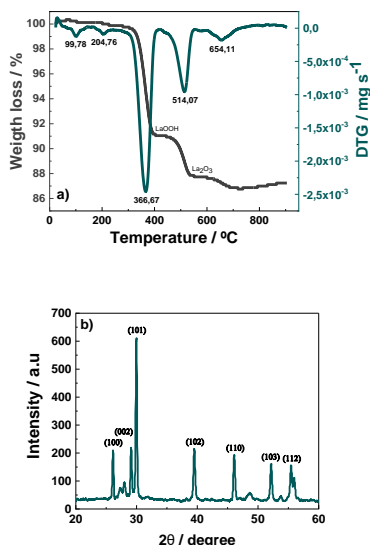 100
98
96
94
92
90
88
86
Weigth loss / %
99,78
204,76
654,11
514,07
366,67
LaOOH
La2O3
a)
0,0
-5,0x10-4
-1,0x10-3
-1,5x10-3
-2,0x10-3
-2,5x10-3
DTG / mg s-1
0 200 400 600 800
Temperature / ºC
b)
700
600
500
400
300
200
100
0
Intensity / a.u
(101)
(002)
(100)
(102)
(110)
(103)
(112)
20 30 40 50 60
2θ / degree